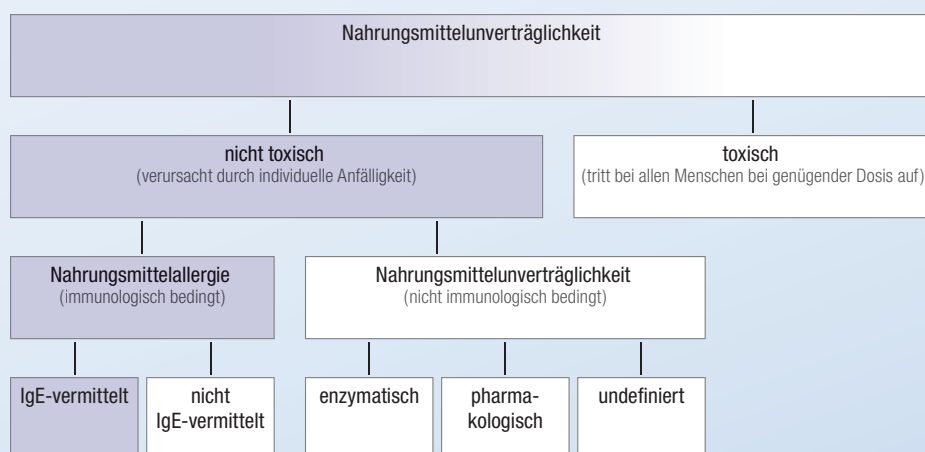 Nahrungsmittelunverträglichkeit
nicht toxisch
(verursacht durch individuelle Anfälligkeit)
toxisch
(tritt bei allen Menschen bei genügender Dosis auf)
Nahrungsmittelallergie
(immunologisch bedingt)
Nahrungsmittelunverträglichkeit
(nicht immunologisch bedingt)
IgE-vermittelt
nicht
IgE-vermittelt
enzymatisch
pharma-
kologisch
undefiniert